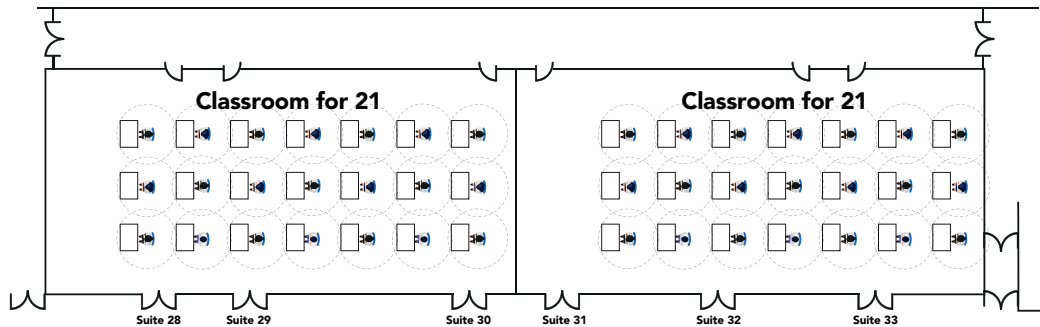 Classroom for 21
Classroom for 21
Suite 28
Suite 29
Suite 30
Suite 31
Suite 32
Suite 33